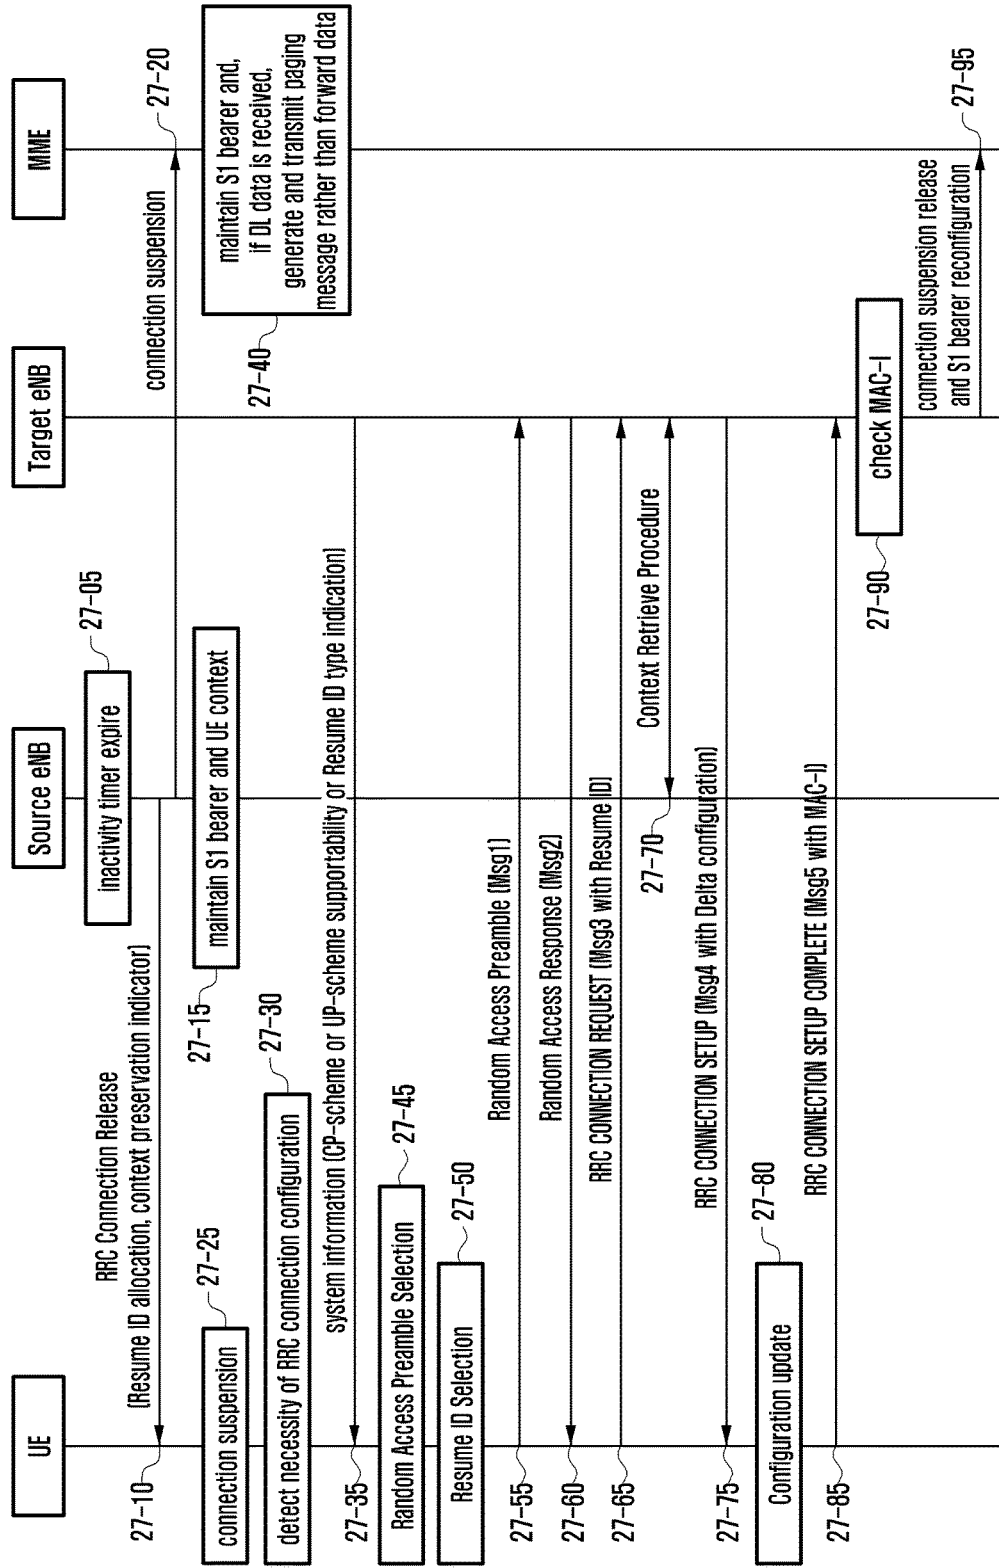 UE
Source eNB
Target eNB
MME
inactivity timer expire
27-05
27-10
RRC Connection Release
(Resume ID allocation, context preservation indicator)
connection suspension
27-20
27-15
maintain S1 bearer and UE context
connection suspension
27-25
maintain S1 bearer and,
if DL data is received,
generate and transmit paging
message rather than forward data
27-40
detect necessity of RRC connection configuration
27-30
27-35
system information (CP-scheme or UP-scheme supportability or Resume ID type indication)
Random Access Preamble Selection
27-45
Resume ID Selection
27-50
27-55
Random Access Preamble (Msg1)
27-60
Random Access Response (Msg2)
27-65
RRC CONNECTION REQUEST (Msg3 with Resume ID)
27-70
Context Retrieve Procedure
27-75
RRC CONNECTION SETUP (Msg4 with Delta configuration)
Configuration update
27-80
27-85
RRC CONNECTION SETUP COMPLETE (Msg5 with MAC-I)
27-90
check MAC-I
connection suspension release
and S1 bearer reconfiguration
27-95